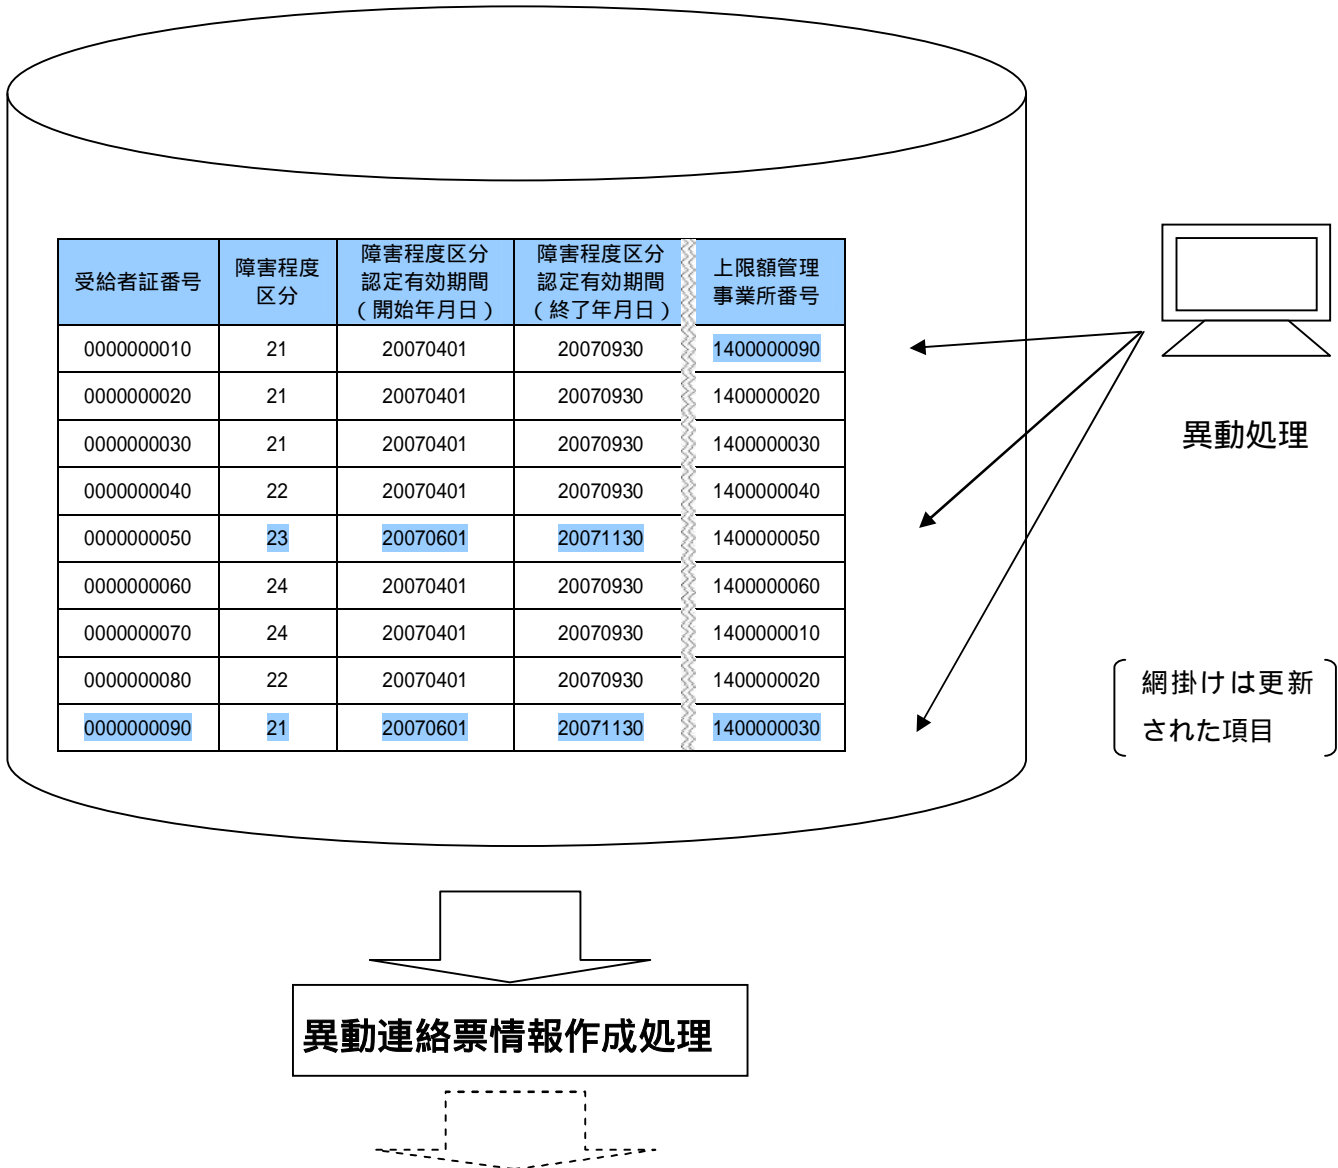 受給者証番号 障害程度区分 障害程度区分認定有効期間（開始年月日） 障害程度区分認定有効期間（終了年月日） 上限額管理事業所番号
0000000010 21 20070401 20070930 1400000090
0000000020 21 20070401 20070930 1400000020
0000000030 21 20070401 20070930 1400000030
0000000040 22 20070401 20070930 1400000040
0000000050 23 20070601 20071130 1400000050
0000000060 24 20070401 20070930 1400000060
0000000070 24 20070401 20070930 1400000010
0000000080 22 20070401 20070930 1400000020
0000000090 21 20070601 20071130 1400000030
異動処理
網掛けは更新
された項目
異動連絡票情報作成処理